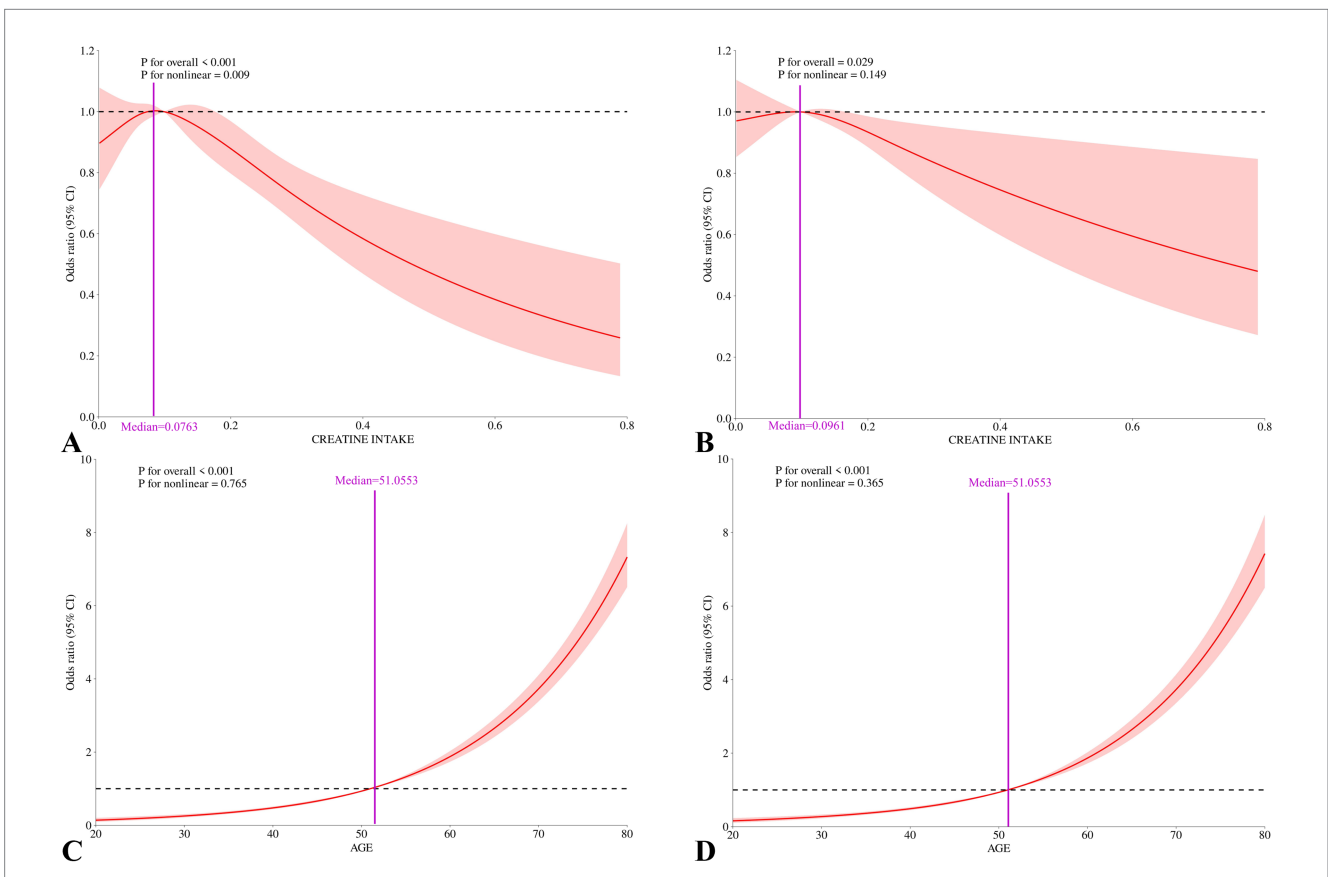 P for overall < 0.001
P for nonlinear = 0.009
Odds ratio (95% CI)
1.2
1.0
0.8
0.6
0.4
0.2
0.0
0.0 0.2 0.4 0.6 0.8
Median=0.0763
CREATINE INTAKE
A
P for overall = 0.029
P for nonlinear = 0.149
Odds ratio (95% CI)
1.2
1.0
0.8
0.6
0.4
0.2
0.0
0.0 0.2 0.4 0.6 0.8
Median=0.0961
CREATINE INTAKE
B
P for overall < 0.001
P for nonlinear = 0.765
Median=51.0553
Odds ratio (95% CI)
10
8
6
4
2
0
20 30 40 50 60 70 80
AGE
C
P for overall < 0.001
P for nonlinear = 0.365
Median=51.0553
Odds ratio (95% CI)
10
8
6
4
2
0
20 30 40 50 60 70 80
AGE
D